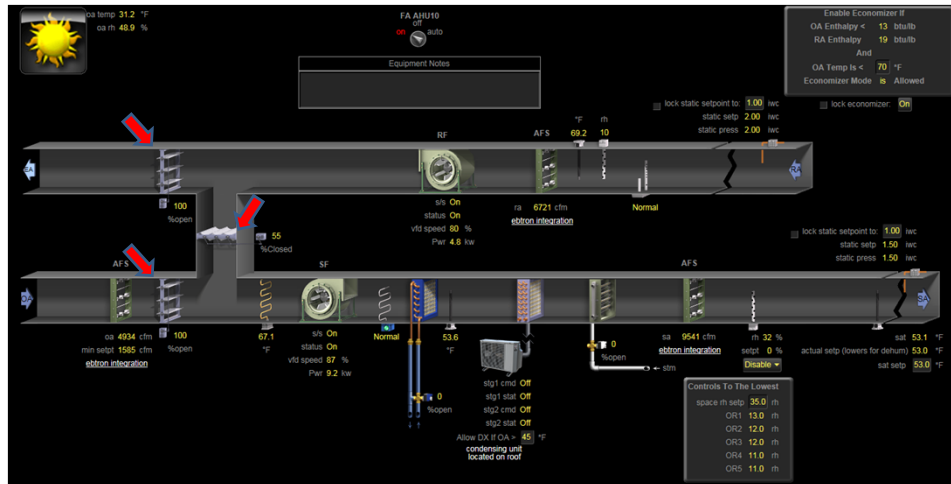 oa temp 31.2 °F
oa rh 48.9 %
FA AHU10
off
on auto
Equipment Notes
Enable Economizer If
OA Enthalpy < 13 btu/lb
RA Enthalpy 19 btu/lb
And
OA Temp Is < 70 °F
Economizer Mode is Allowed
lock static setpoint to: 1.00 iwc
lock economizer: On
static setp 2.00 iwc
static press 2.00 iwc
°F rh
69.2 10
RF
AFS
EA
RA
100
%open
s/s On
status On
vfd speed 80 %
Pwr 4.8 kw
ra 6721 cfm
ebtron integration
Normal
55
%Closed
lock static setpoint to: 1.00 iwc
static setp 1.50 iwc
static press 1.50 iwc
AFS
SF
AFS
OA
SA
oa 4934 cfm
min setpt 1585 cfm
ebtron integration
100
%open
67.1
°F
s/s On
status On
vfd speed 87 %
Pwr 9.2 kw
Normal
53.6
°F
0
%open
0
%open
stm
sa 9541 cfm
ebtron integration
rh 32 %
setpt 0 %
Disable
sat 53.1 °F
actual setp (lowers for dehum) 53.0 °F
sat setp 53.0 °F
stg1 cmd Off
stg1 stat Off
stg2 cmd Off
stg2 stat Off
Allow DX If OA > 45 °F
condensing unit
located on roof
Controls To The Lowest
space rh setp 35.0 rh
OR1 13.0 rh
OR2 12.0 rh
OR3 12.0 rh
OR4 11.0 rh
OR5 11.0 rh